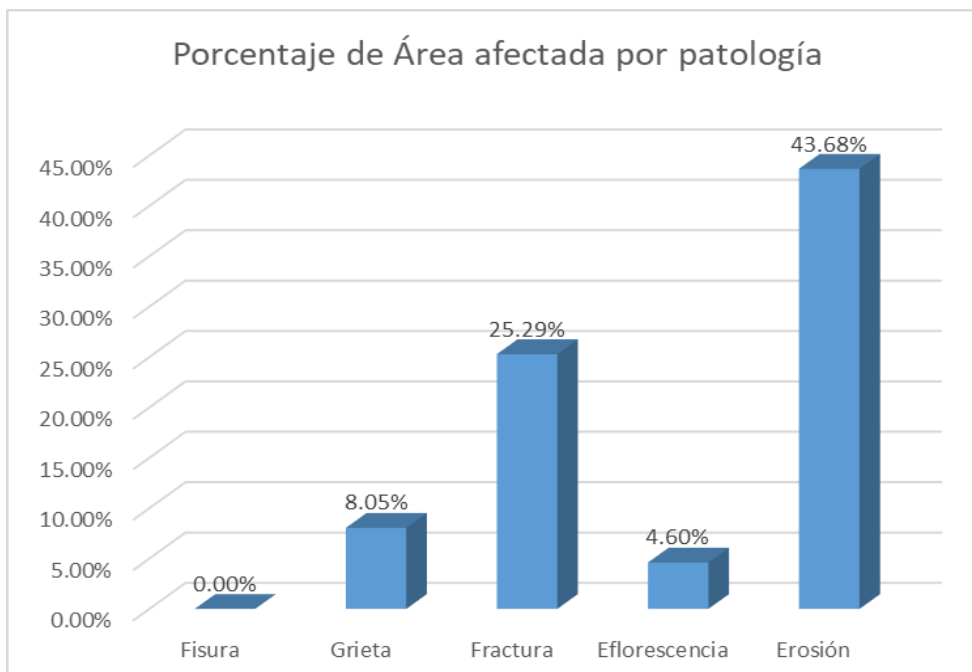 Porcentaje de Área afectada por patología
45.00%
40.00%
35.00%
30.00%
25.00%
20.00%
15.00%
10.00%
5.00%
0.00%
0.00%
8.05%
25.29%
4.60%
43.68%
Fisura
Grieta
Fractura
Eflorescencia
Erosión